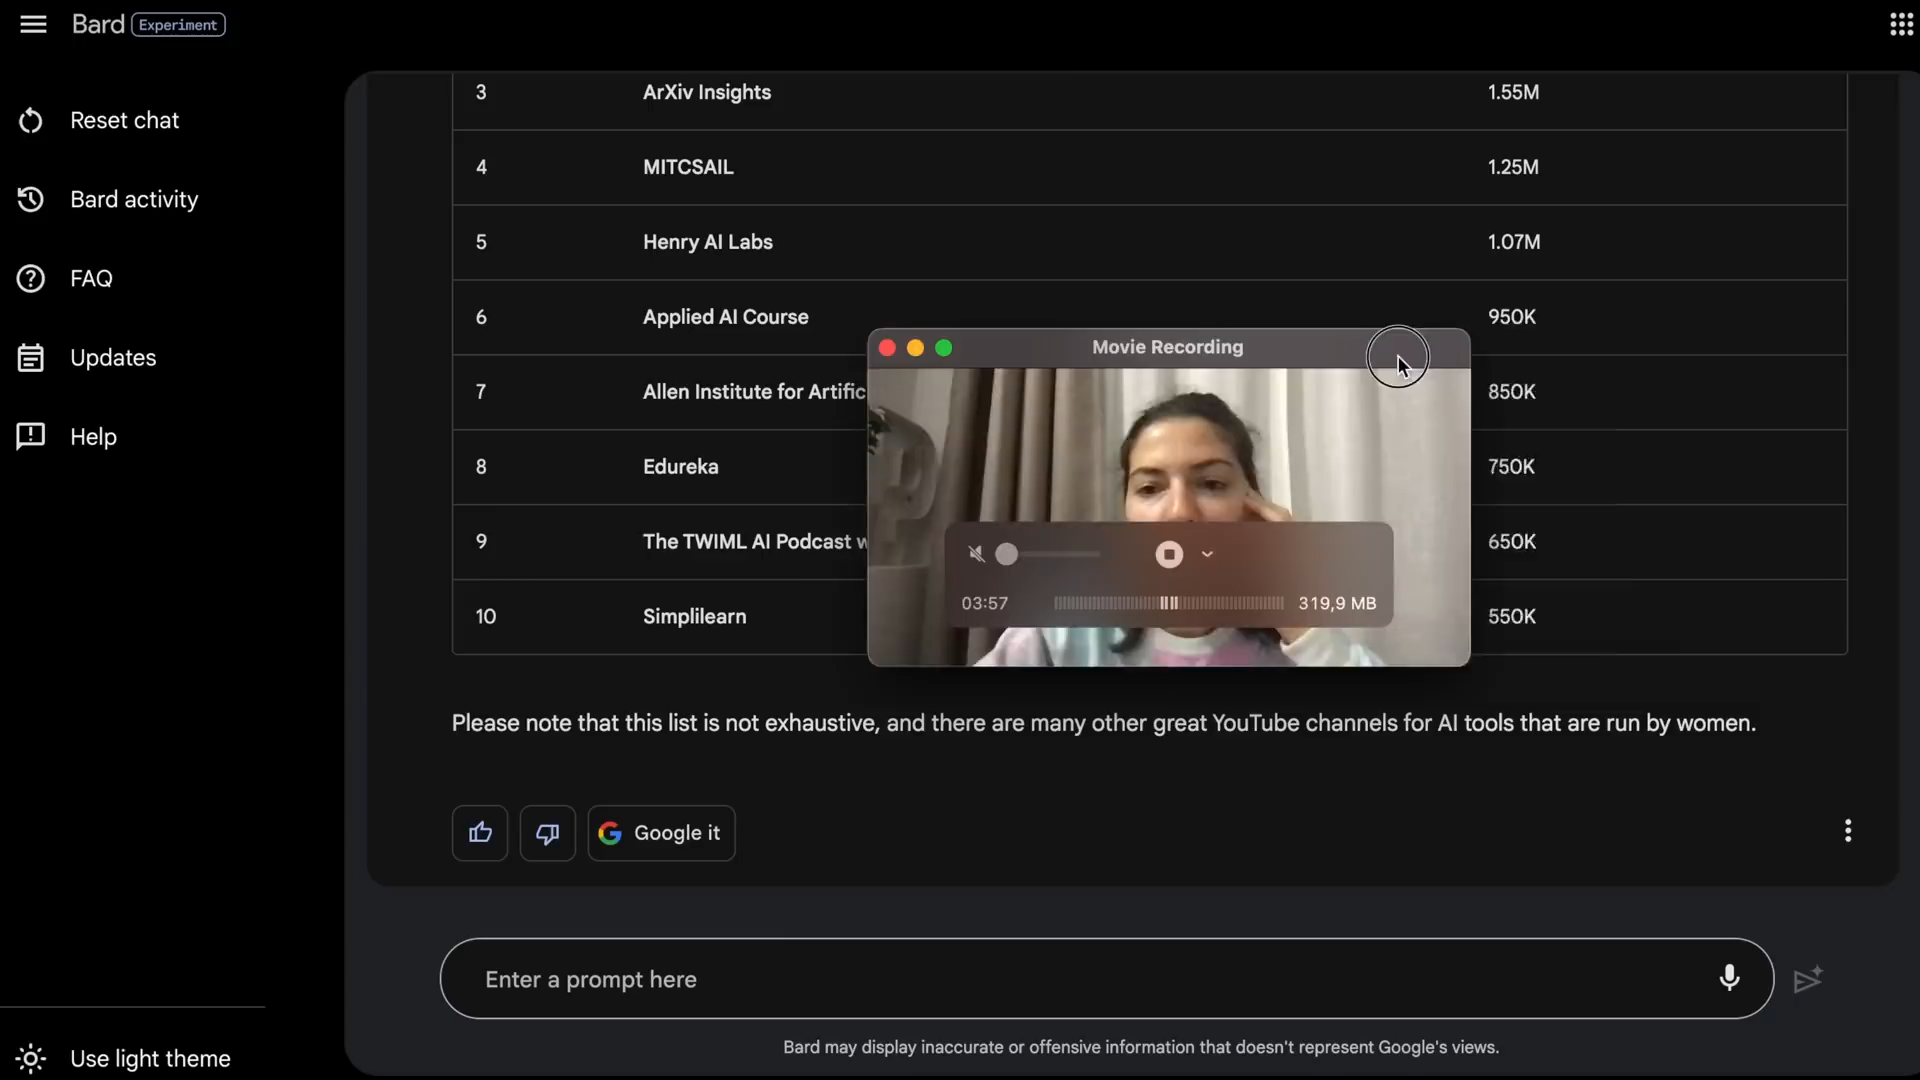 Bard Experiment
Reset chat
Bard activity
FAQ
Updates
Help
Use light theme
3 ArXiv Insights 1.55M
4 MITCSAIL 1.25M
5 Henry AI Labs 1.07M
6 Applied AI Course 950K
7 Allen Institute for Artific 850K
8 Edureka 750K
9 The TWIML AI Podcast w 650K
10 Simplilearn 550K
Movie Recording
03:57 319,9 MB
Please note that this list is not exhaustive, and there are many other great YouTube channels for AI tools that are run by women.
Google it
Enter a prompt here
Bard may display inaccurate or offensive information that doesn't represent Google's views.